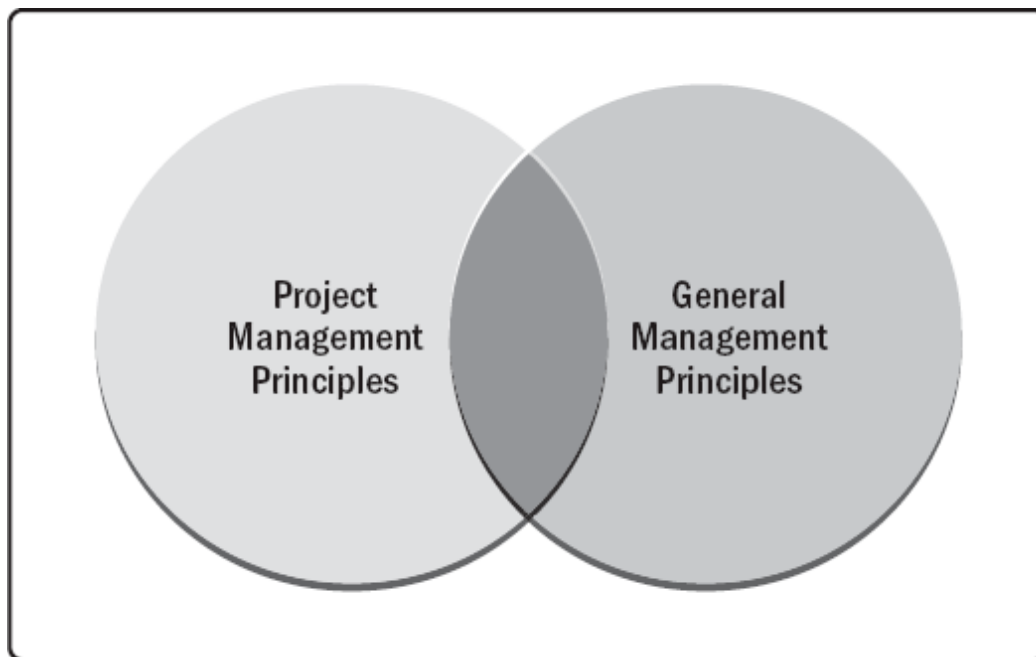 Project
Management
Principles
General
Management
Principles